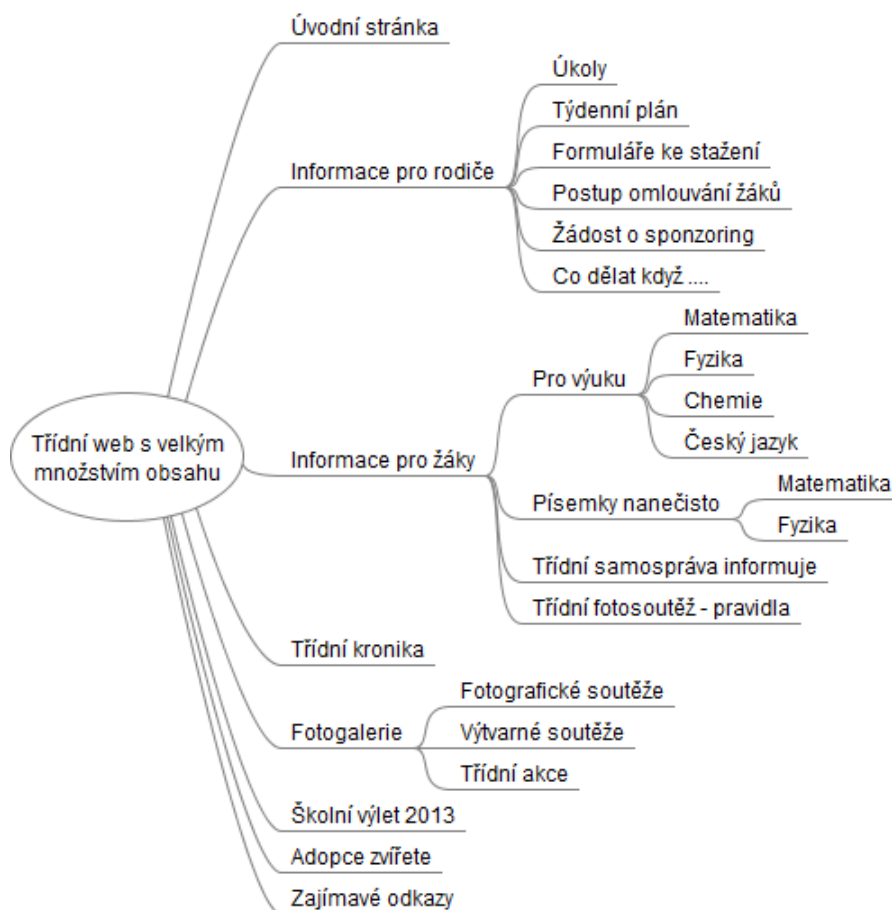 Úvodní stránka
Informace pro rodiče
Úkoly
Týdenní plán
Formuláře ke stažení
Postup omlouvání žáků
Žádost o sponzoring
Co dělat když ....
Třídní web s velkým
množstvím obsahu
Informace pro žáky
Pro výuku
Matematika
Fyzika
Chemie
Český jazyk
Písemky nanečisto
Matematika
Fyzika
Třídní samospráva informuje
Třídní fotosoutěž - pravidla
Třídní kronika
Fotogalerie
Fotografické soutěže
Výtvarné soutěže
Třídní akce
Školní výlet 2013
Adopce zvířete
Zajímavé odkazy